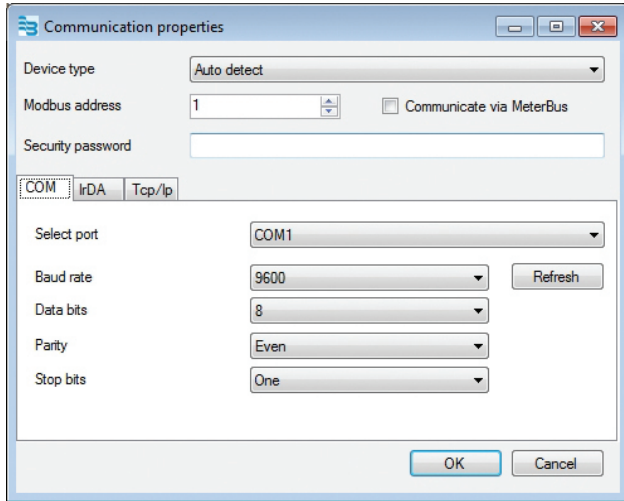 Communication properties
Device type Auto detect
Modbus address 1 Communicate via MeterBus
Security password
COM IrDA Tcp/Ip
Select port COM1
Baud rate 9600 Refresh
Data bits 8
Parity Even
Stop bits One
OK Cancel